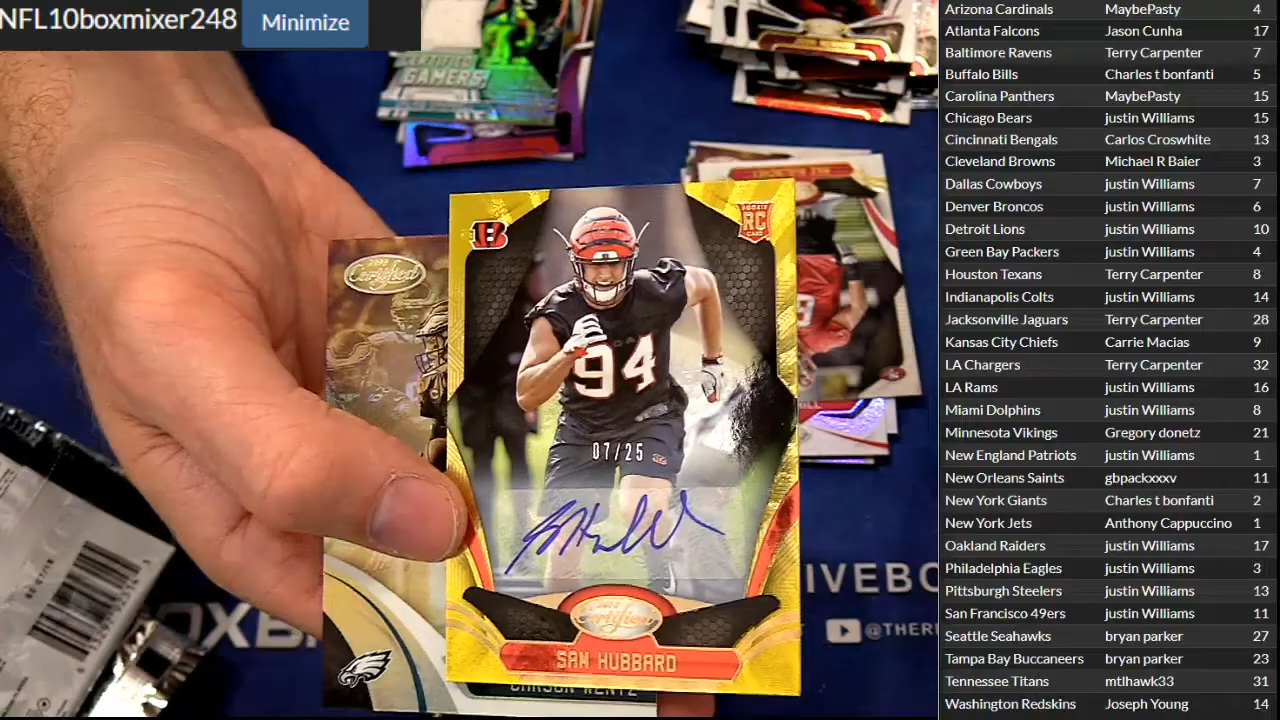 NFL10boxmixer248 Minimize
CERTIFIED
GAMERS
2018
Certified
RC
94
07/25
Certified
SAM HUBBARD
CARSON WENTZ
IVEBO
@THER
OXB
Arizona Cardinals MaybePasty 4
Atlanta Falcons Jason Cunha 17
Baltimore Ravens Terry Carpenter 7
Buffalo Bills Charles t bonfanti 5
Carolina Panthers MaybePasty 15
Chicago Bears justin Williams 15
Cincinnati Bengals Carlos Croswhite 13
Cleveland Browns Michael R Baier 3
Dallas Cowboys justin Williams 7
Denver Broncos justin Williams 6
Detroit Lions justin Williams 10
Green Bay Packers justin Williams 4
Houston Texans Terry Carpenter 8
Indianapolis Colts justin Williams 14
Jacksonville Jaguars Terry Carpenter 28
Kansas City Chiefs Carrie Macias 9
LA Chargers Terry Carpenter 32
LA Rams justin Williams 16
Miami Dolphins justin Williams 8
Minnesota Vikings Gregory donetz 21
New England Patriots justin Williams 1
New Orleans Saints gbpackxxxv 11
New York Giants Charles t bonfanti 2
New York Jets Anthony Cappuccino 1
Oakland Raiders justin Williams 17
Philadelphia Eagles justin Williams 3
Pittsburgh Steelers justin Williams 13
San Francisco 49ers justin Williams 11
Seattle Seahawks bryan parker 27
Tampa Bay Buccaneers bryan parker 23
Tennessee Titans mtlhawk33 31
Washington Redskins Joseph Young 14